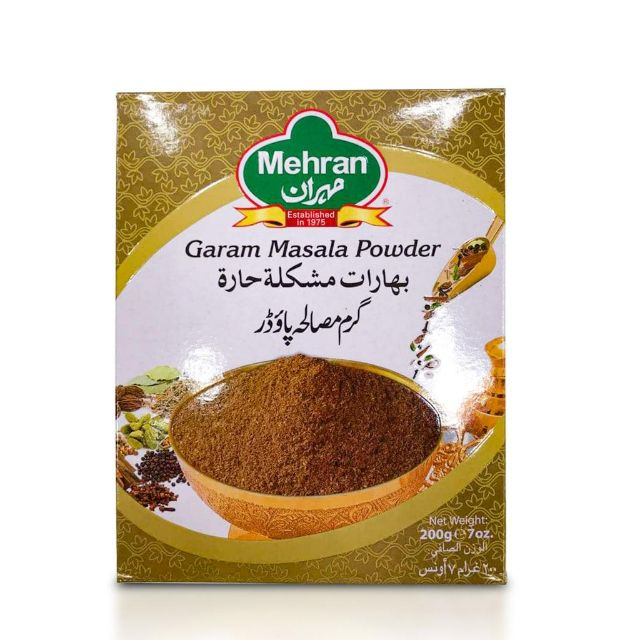 Mehran
مہران
®
Established
in 1975
Garam Masala Powder
بهارات مشكلة حارة
گرم مصالحہ پاؤڈر
Net Weight:
200g ℮ 7oz.
الوزن الصافي
٢٠٠ غرام ٧ أونس